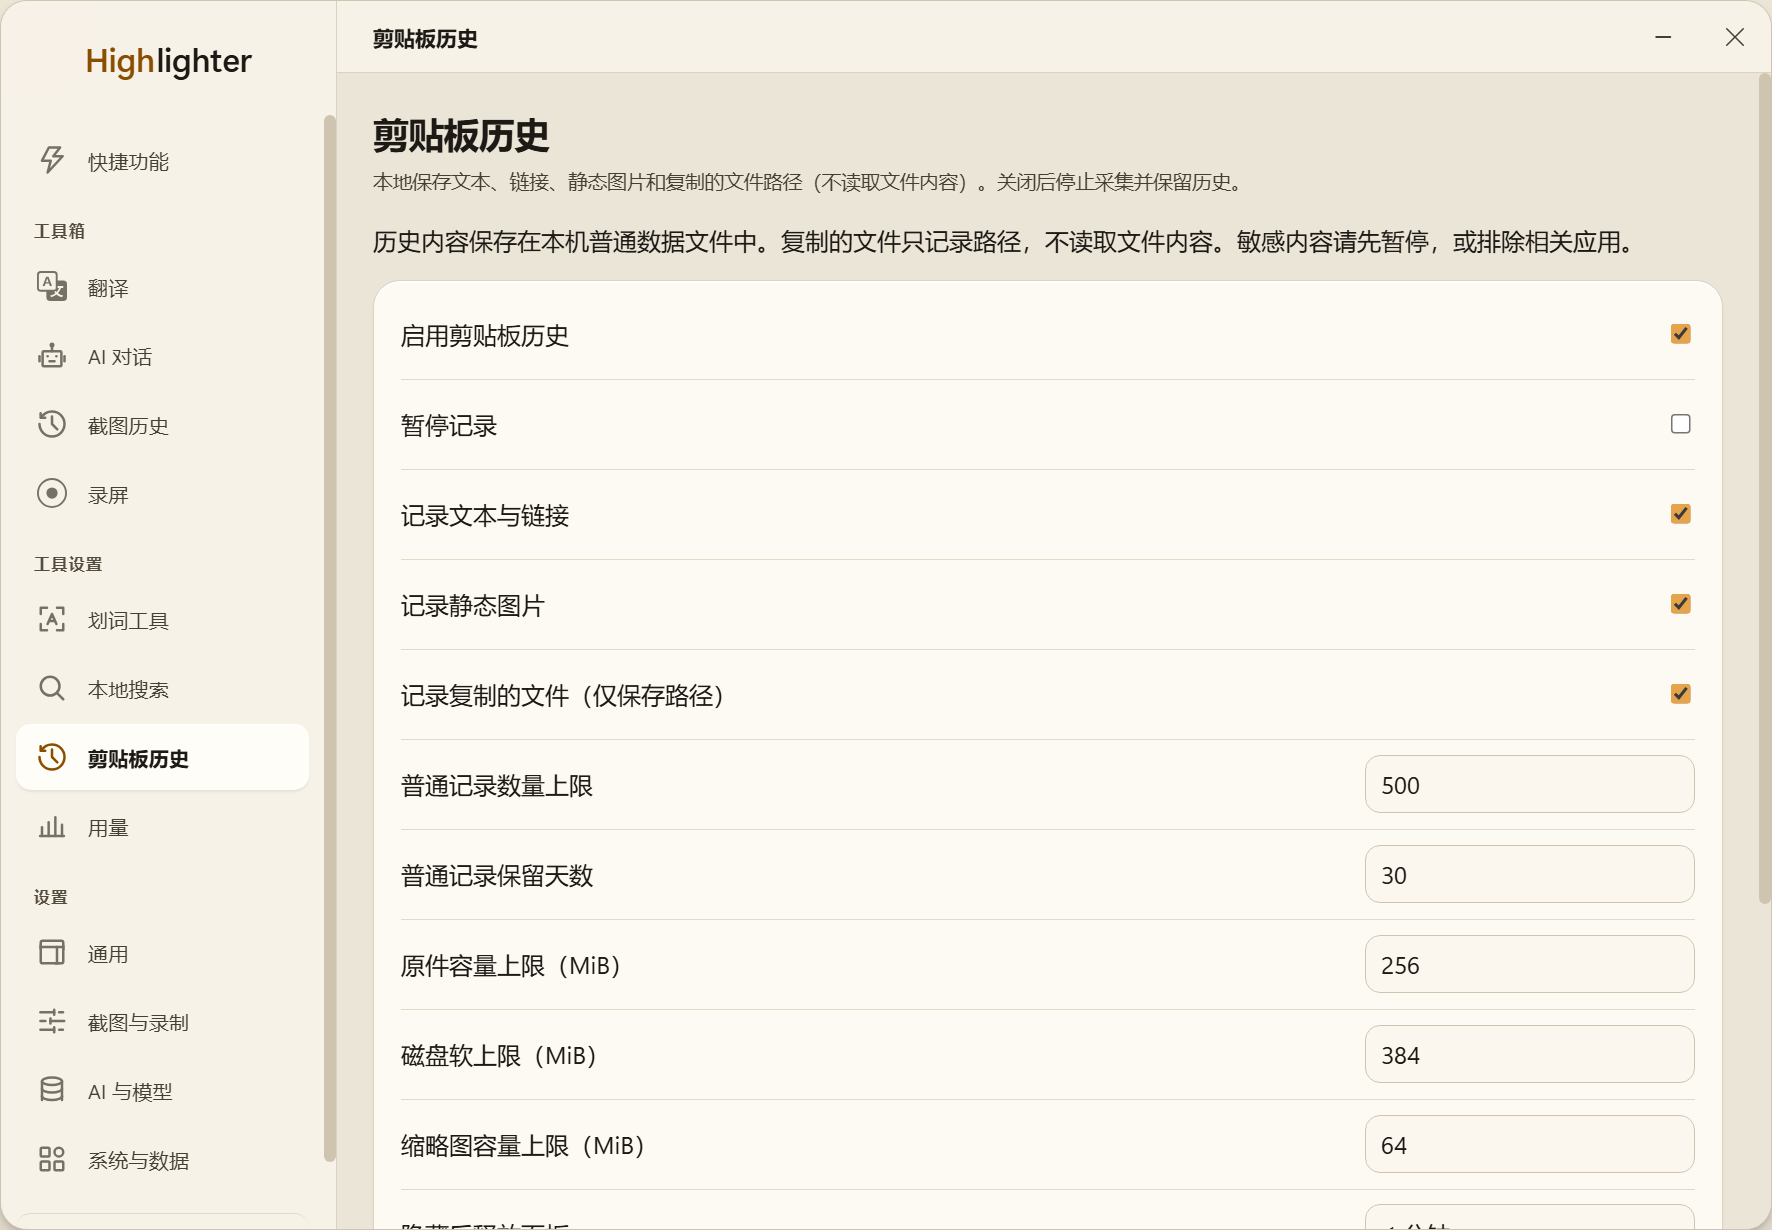 Highlighter
快捷功能
工具箱
翻译
AI 对话
截图历史
录屏
工具设置
划词工具
本地搜索
剪贴板历史
用量
设置
通用
截图与录制
AI 与模型
系统与数据
剪贴板历史
剪贴板历史
本地保存文本、链接、静态图片和复制的文件路径（不读取文件内容）。关闭后停止采集并保留历史。
历史内容保存在本机普通数据文件中。复制的文件只记录路径，不读取文件内容。敏感内容请先暂停，或排除相关应用。
启用剪贴板历史
暂停记录
记录文本与链接
记录静态图片
记录复制的文件（仅保存路径）
普通记录数量上限 500
普通记录保留天数 30
原件容量上限（MiB） 256
磁盘软上限（MiB） 384
缩略图容量上限（MiB） 64